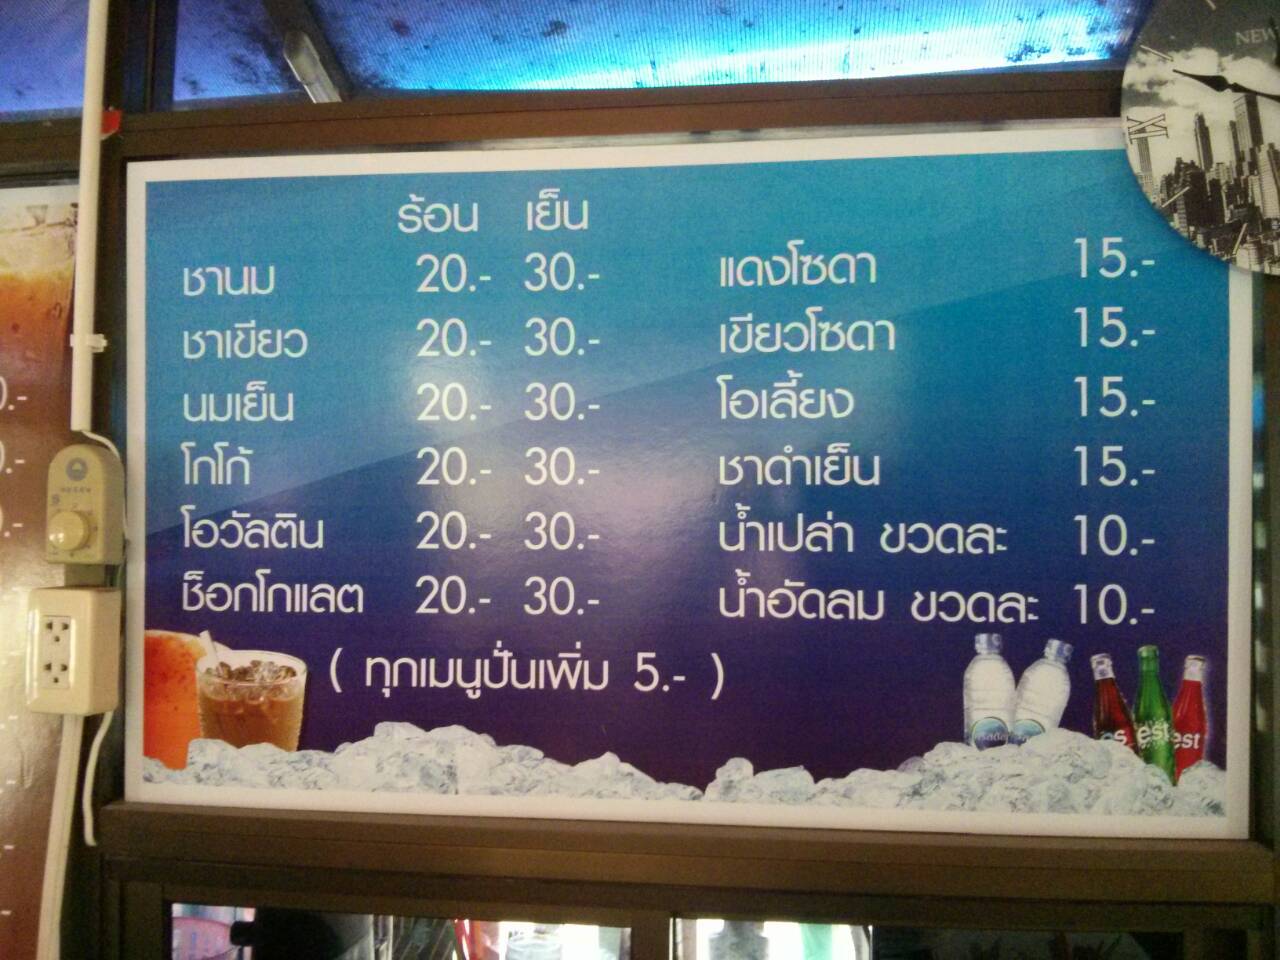 ร้อน เย็น
ชานม 20.- 30.-
ชาเขียว 20.- 30.-
นมเย็น 20.- 30.-
โกโก้ 20.- 30.-
โอวัลติน 20.- 30.-
ช็อกโกแลต 20.- 30.-
( ทุกเมนูปั่นเพิ่ม 5.- )
แดงโซดา 15.-
เขียวโซดา 15.-
โอเลี้ยง 15.-
ชาดำเย็น 15.-
น้ำเปล่า ขวดละ 10.-
น้ำอัดลม ขวดละ 10.-
est
est
NEW